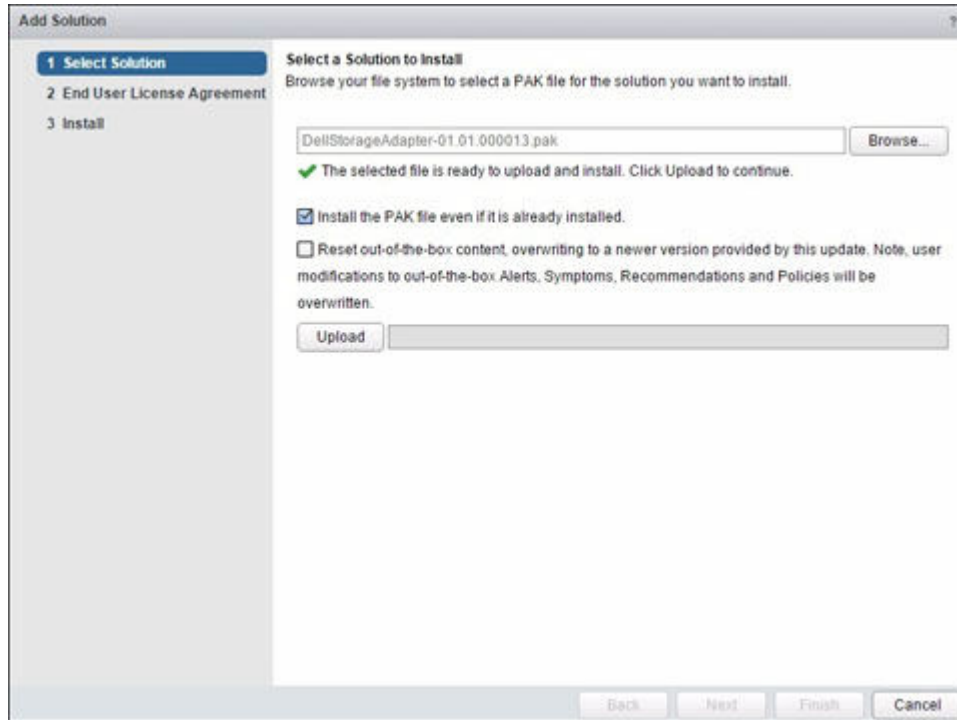 Add Solution
?
1 Select Solution
2 End User License Agreement
3 Install
Select a Solution to Install
Browse your file system to select a PAK file for the solution you want to install.
DellStorageAdapter-01.01.000013.pak
Browse...
The selected file is ready to upload and install. Click Upload to continue.
Install the PAK file even if it is already installed.
Reset out-of-the-box content, overwriting to a newer version provided by this update. Note, user
modifications to out-of-the-box Alerts, Symptoms, Recommendations and Policies will be
overwritten.
Upload
Back
Next
Finish
Cancel